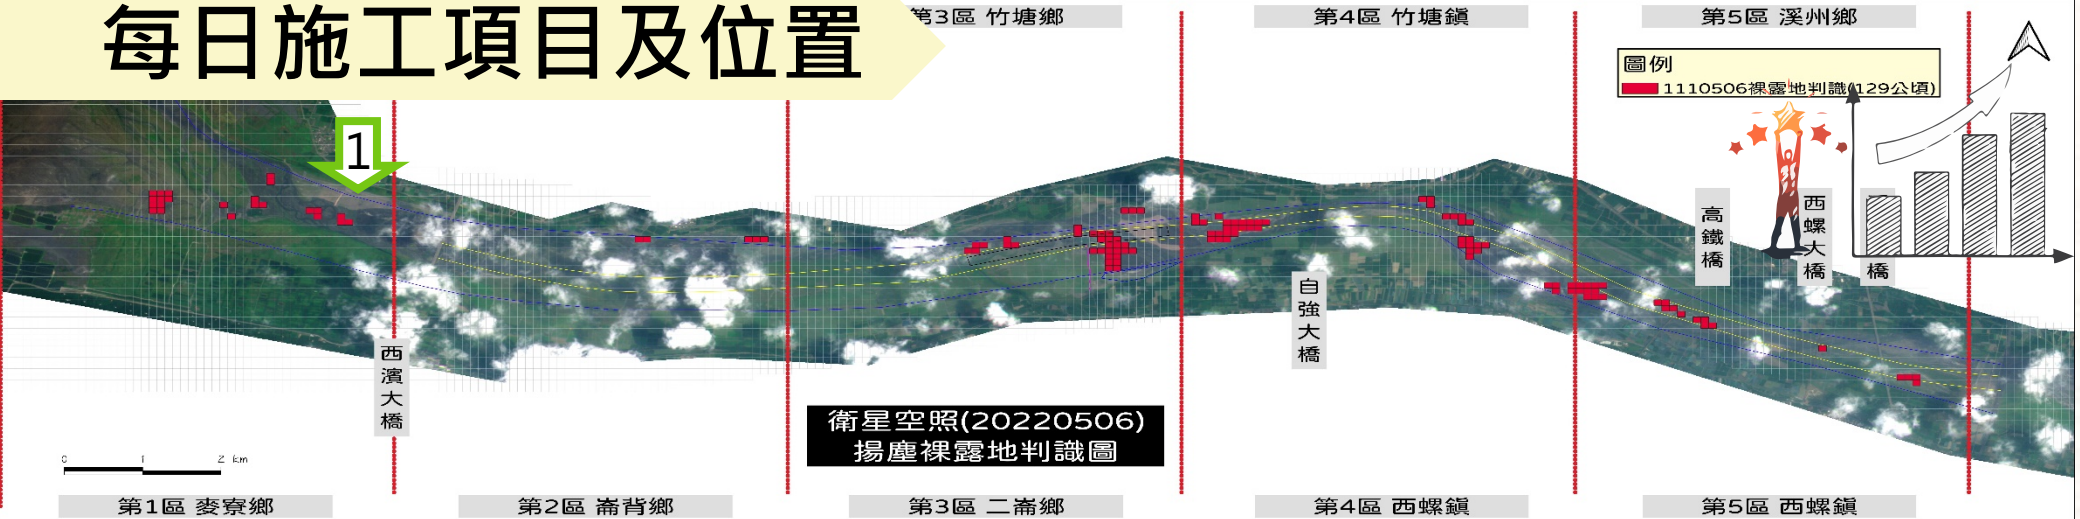 每日施工項目及位置
第3區 竹塘鄉
第4區 竹塘鎮
第5區 溪州鄉
圖例
1110506裸露地判識(129公頃)
1
高鐵橋
西螺大橋
橋
自強大橋
西濱大橋
衛星空照(20220506)
揚塵裸露地判識圖
0 1 2 km
第1區 麥寮鄉
第2區 崙背鄉
第3區 二崙鄉
第4區 西螺鎮
第5區 西螺鎮